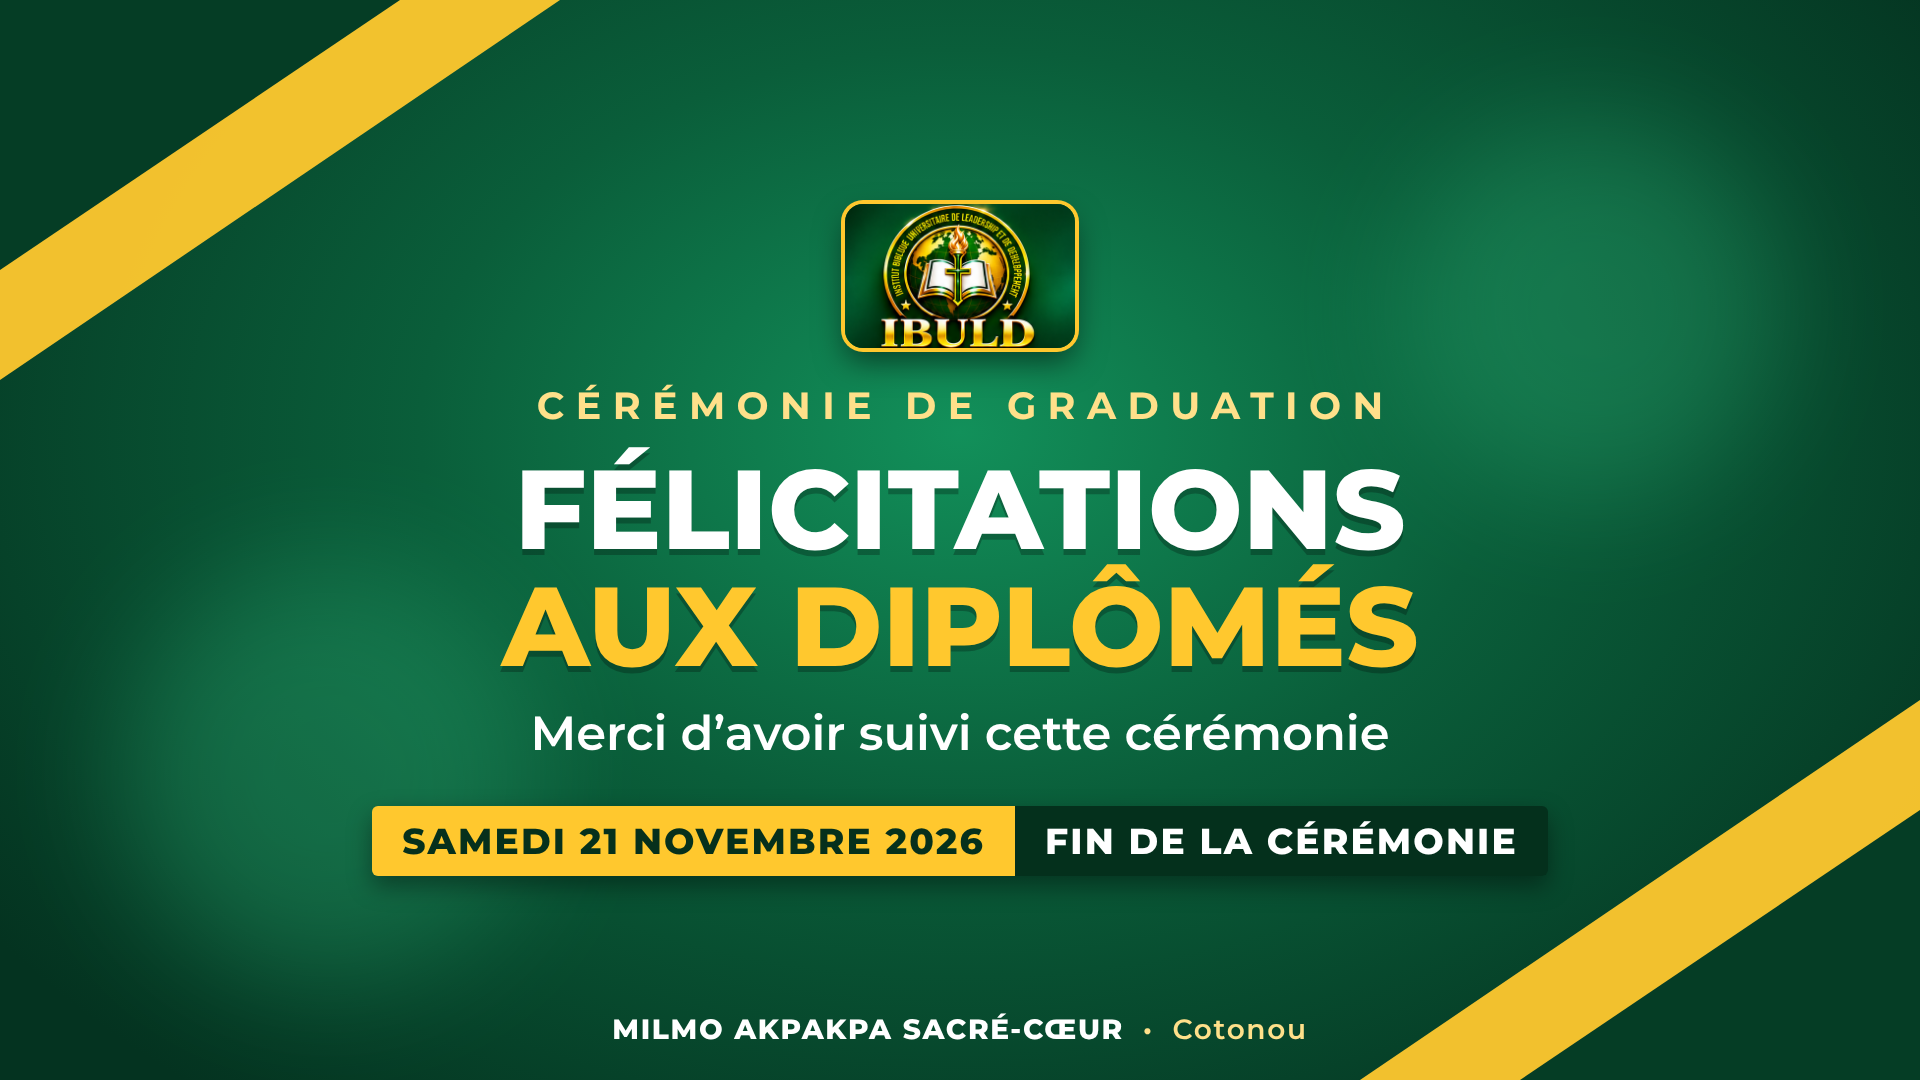 INSTITUT BIBLIQUE UNIVERSITAIRE DE LEADERSHIP ET DE
IBULD
CÉRÉMONIE DE GRADUATION
FÉLICITATIONS
AUX DIPLÔMÉS
Merci d’avoir suivi cette cérémonie
SAMEDI 21 NOVEMBRE 2026 FIN DE LA CÉRÉMONIE
MILMO AKPAKPA SACRÉ-CŒUR • Cotonou